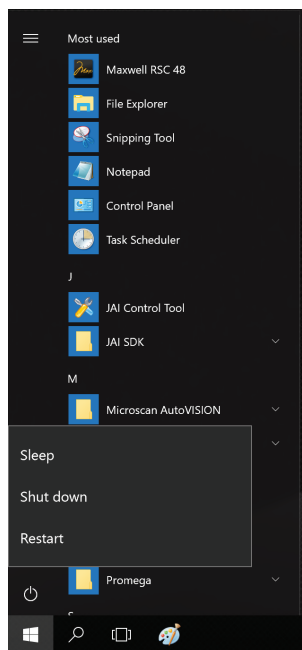 Most used
Maxwell RSC 48
File Explorer
Snipping Tool
Notepad
Control Panel
Task Scheduler
J
JAI Control Tool
JAI SDK
M
Microscan AutoVISION
Sleep
Shut down
Restart
Promega